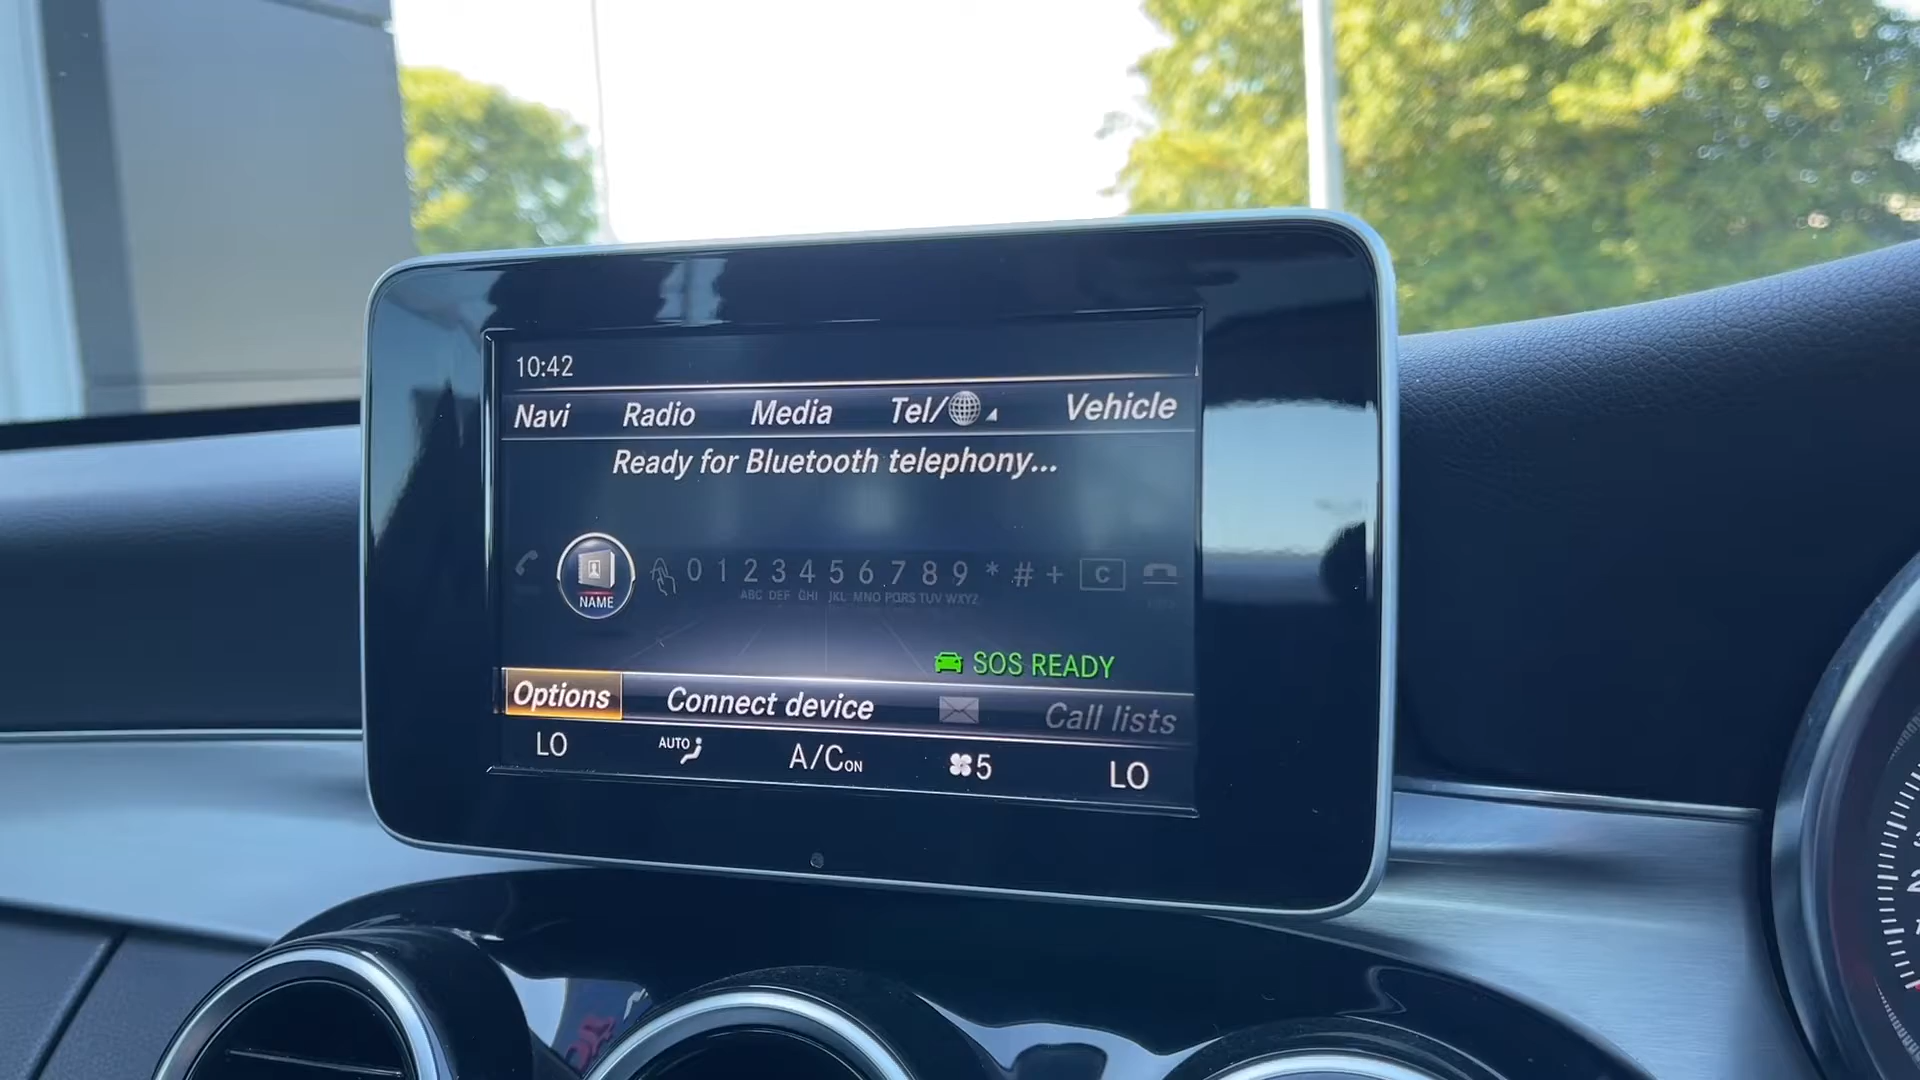 10:42
Navi Radio Media Tel/ Vehicle
Ready for Bluetooth telephony...
NAME 0 1 2 3 4 5 6 7 8 9 * # + C
ABC DEF GHI JKL MNO PQRS TUV WXYZ
SOS READY
Options Connect device Call lists
LO AUTO A/C ON 5 LO